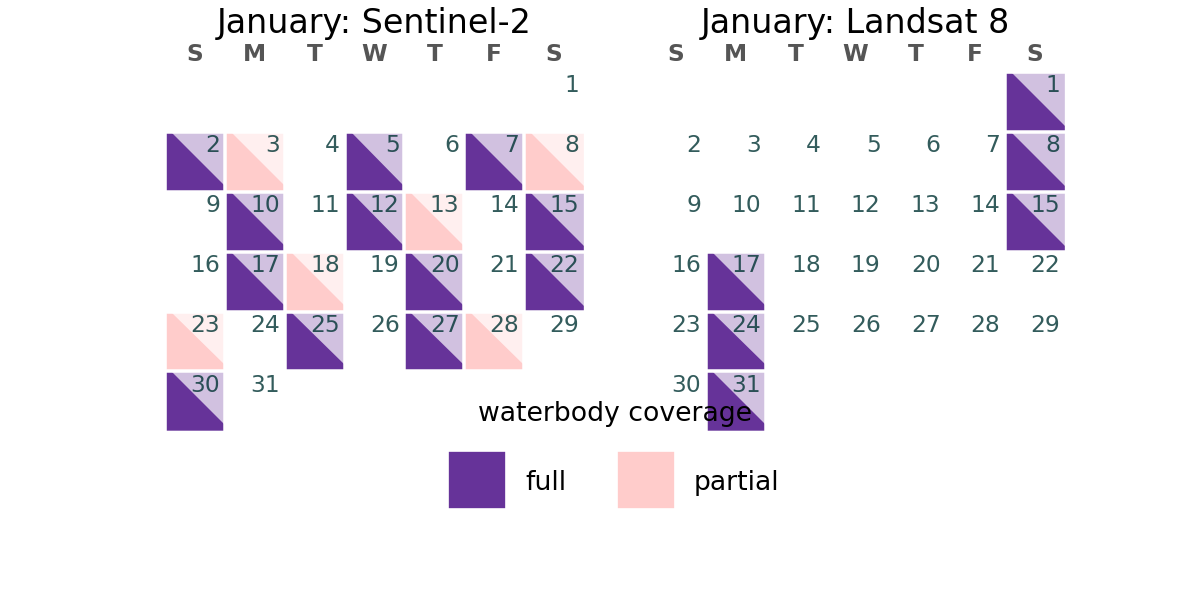 January: Sentinel-2
S M T W T F S
1
2 3 4 5 6 7 8
9 10 11 12 13 14 15
16 17 18 19 20 21 22
23 24 25 26 27 28 29
30 31
January: Landsat 8
S M T W T F S
1
2 3 4 5 6 7 8
9 10 11 12 13 14 15
16 17 18 19 20 21 22
23 24 25 26 27 28 29
30 31
waterbody coverage
full partial